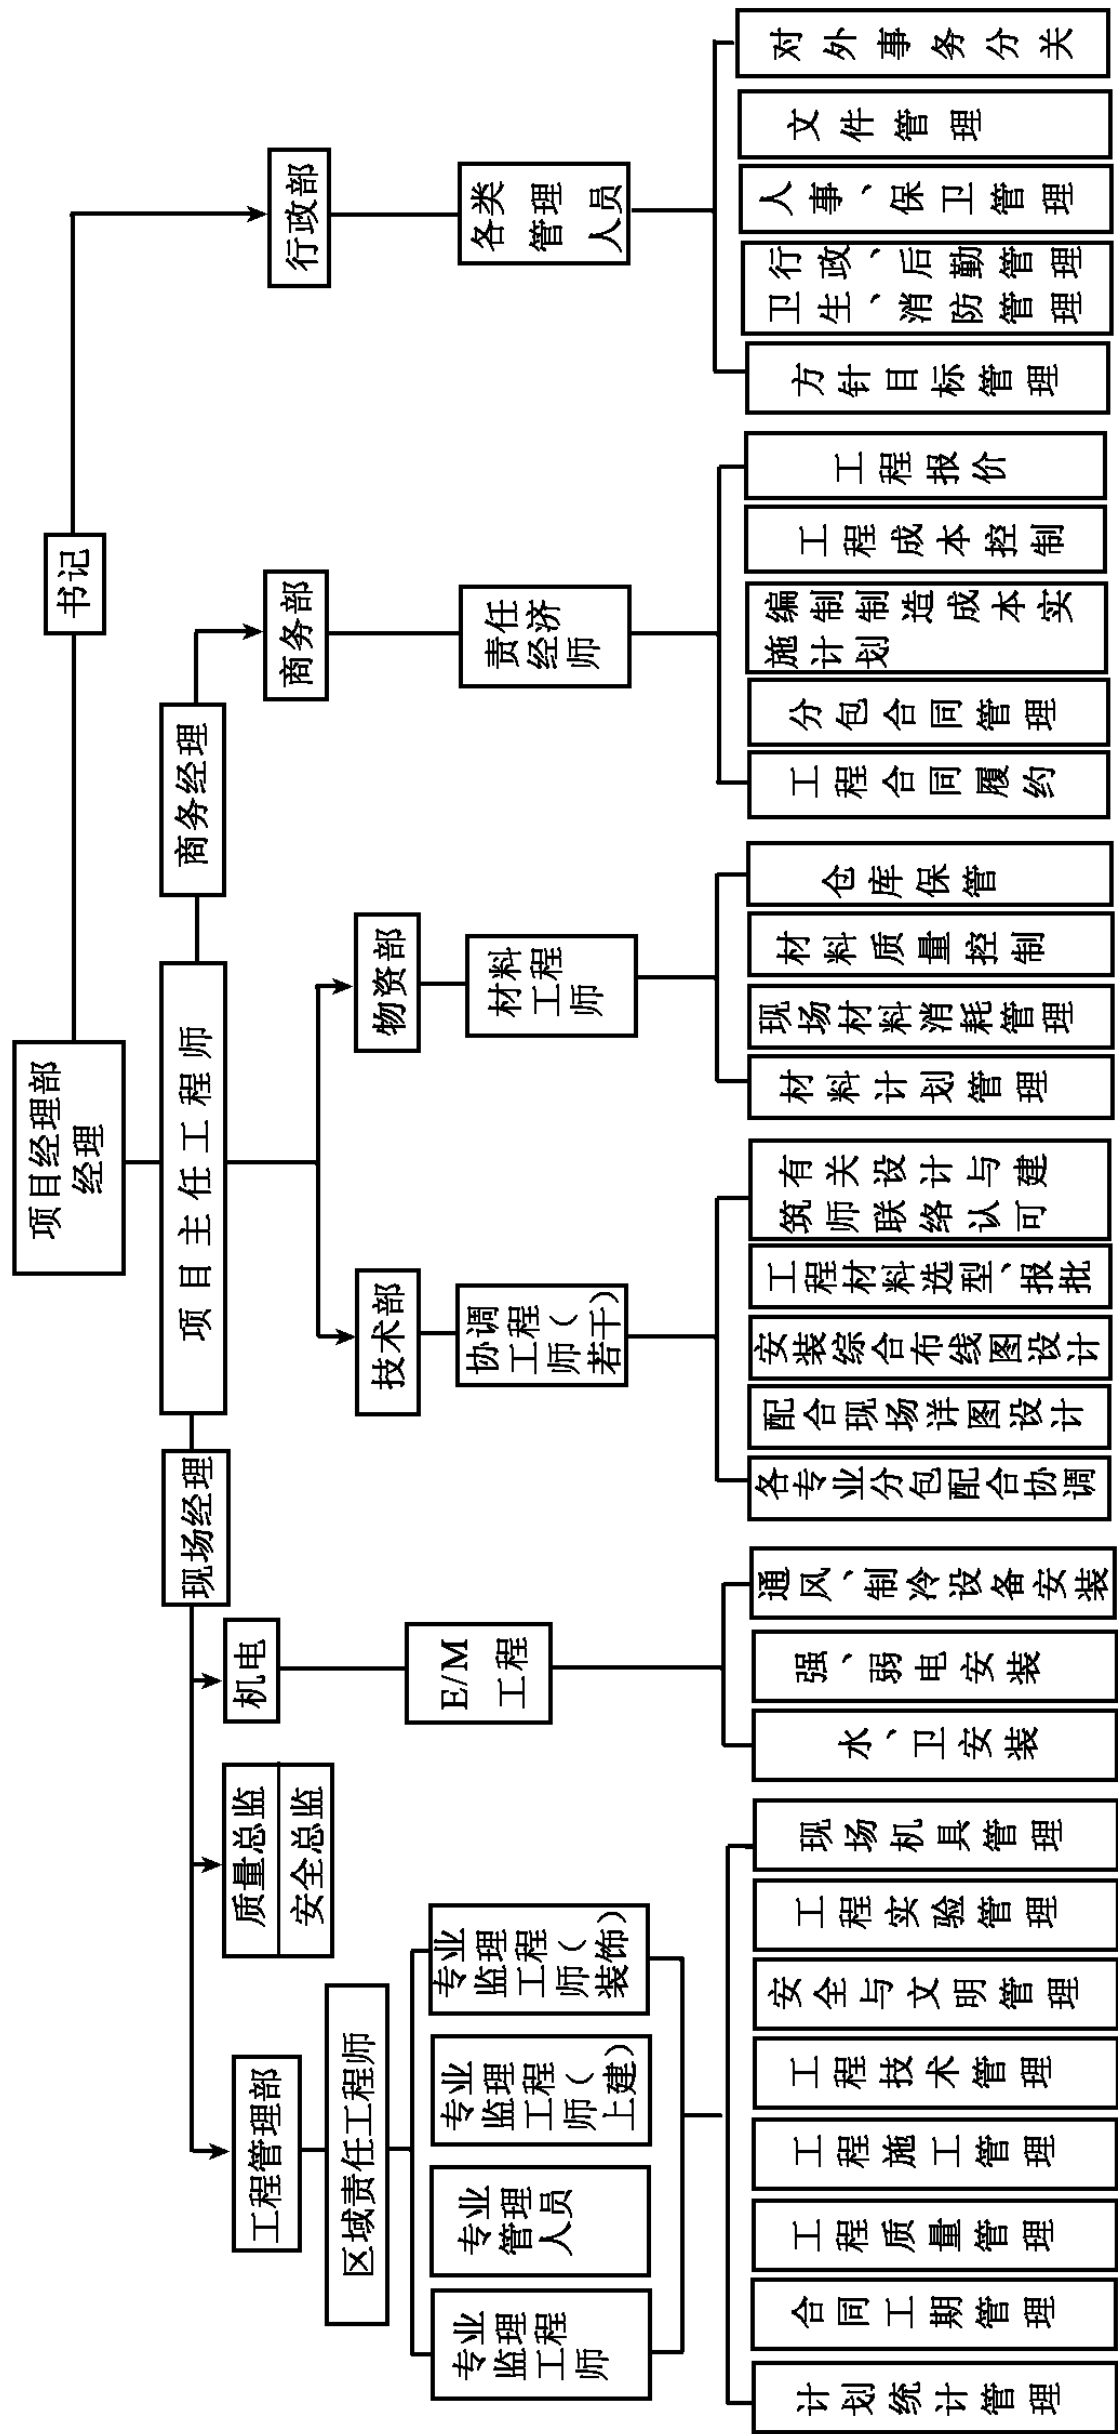 项目经理部
经理
书记
现场经理
项目主任工程师
商务经理
工程管理部
质量总监
安全总监
机电
技术部
物资部
商务部
行政部
区域责任工程师
专业
监理
工程
师
专业
管理
人员
专业
监理
工程
师（
上建）
专业
监理
工程
师（
装饰）
E/M
工程
协调
工程
师（
若干）
材料
工程
师
责任
经济
师
各类
管理
人员
计划统计管理
合同工期管理
工程质量管理
工程施工管理
工程技术管理
安全与文明管理
工程实验管理
现场机具管理
水、卫安装
强、弱电安装
通风、制冷设备安装
各专业分包配合协调
配合现场详图设计
安装综合布线图设计
工程材料选型、报批
有关设计与建
筑师联络认可
材料计划管理
现场材料消耗管理
材料质量控制
仓库保管
工程合同履约
分包合同管理
编制制造成本实
施计划
工程成本控制
工程报价
方针目标管理
行政、后勤管理
卫生、消防管理
人事、保卫管理
文件管理
对外事务分关